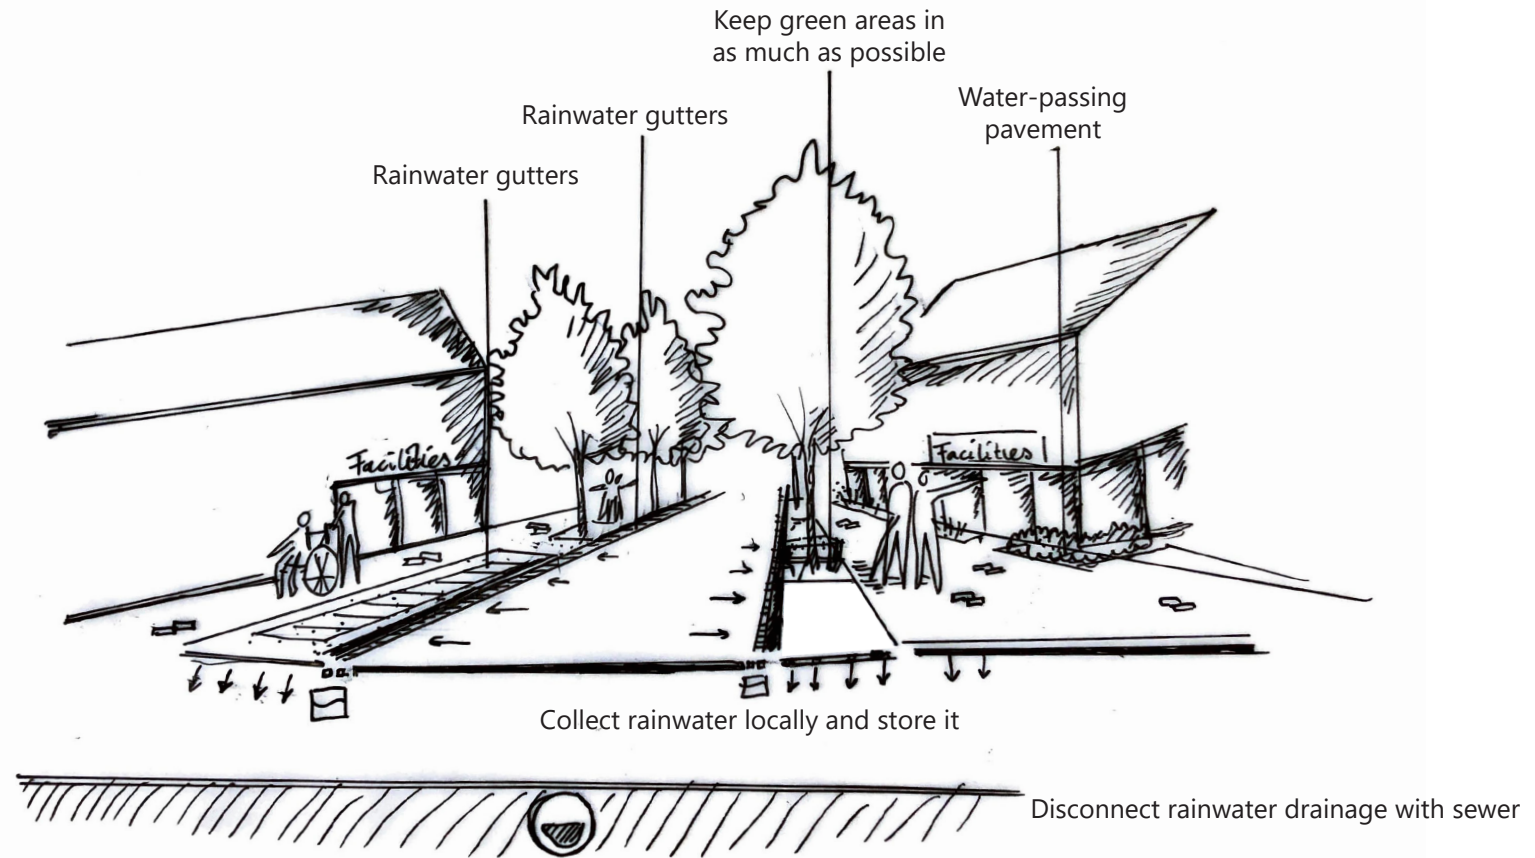 Keep green areas in
as much as possible
Water-passing
pavement
Rainwater gutters
Rainwater gutters
Facilities
Facilities
Collect rainwater locally and store it
Disconnect rainwater drainage with sewer